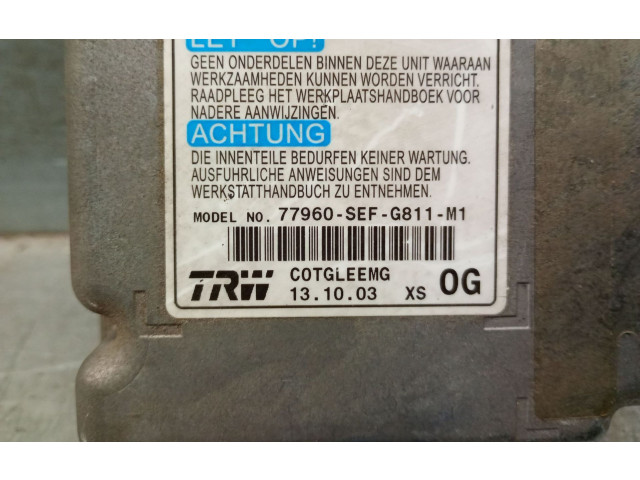 LET OP!
GEEN ONDERDELEN BINNEN DEZE UNIT WAARAAN
WERKZAAMHEDEN KUNNEN WORDEN VERRICHT.
RAADPLEEG HET WERKPLAATSHANDBOEK VOOR
NADERE AANWIJZINGEN.
ACHTUNG
DIE INNENTEILE BEDURFEN KEINER WARTUNG.
AUSFUHRLICHE ANWEISUNGEN SIND DEM
WERKSTATTHANDBUCH ZU ENTNEHMEN.
MODEL NO. 77960-SEF-G811-M1
TRW COTGLEEMG
13.10.03 XS 0G